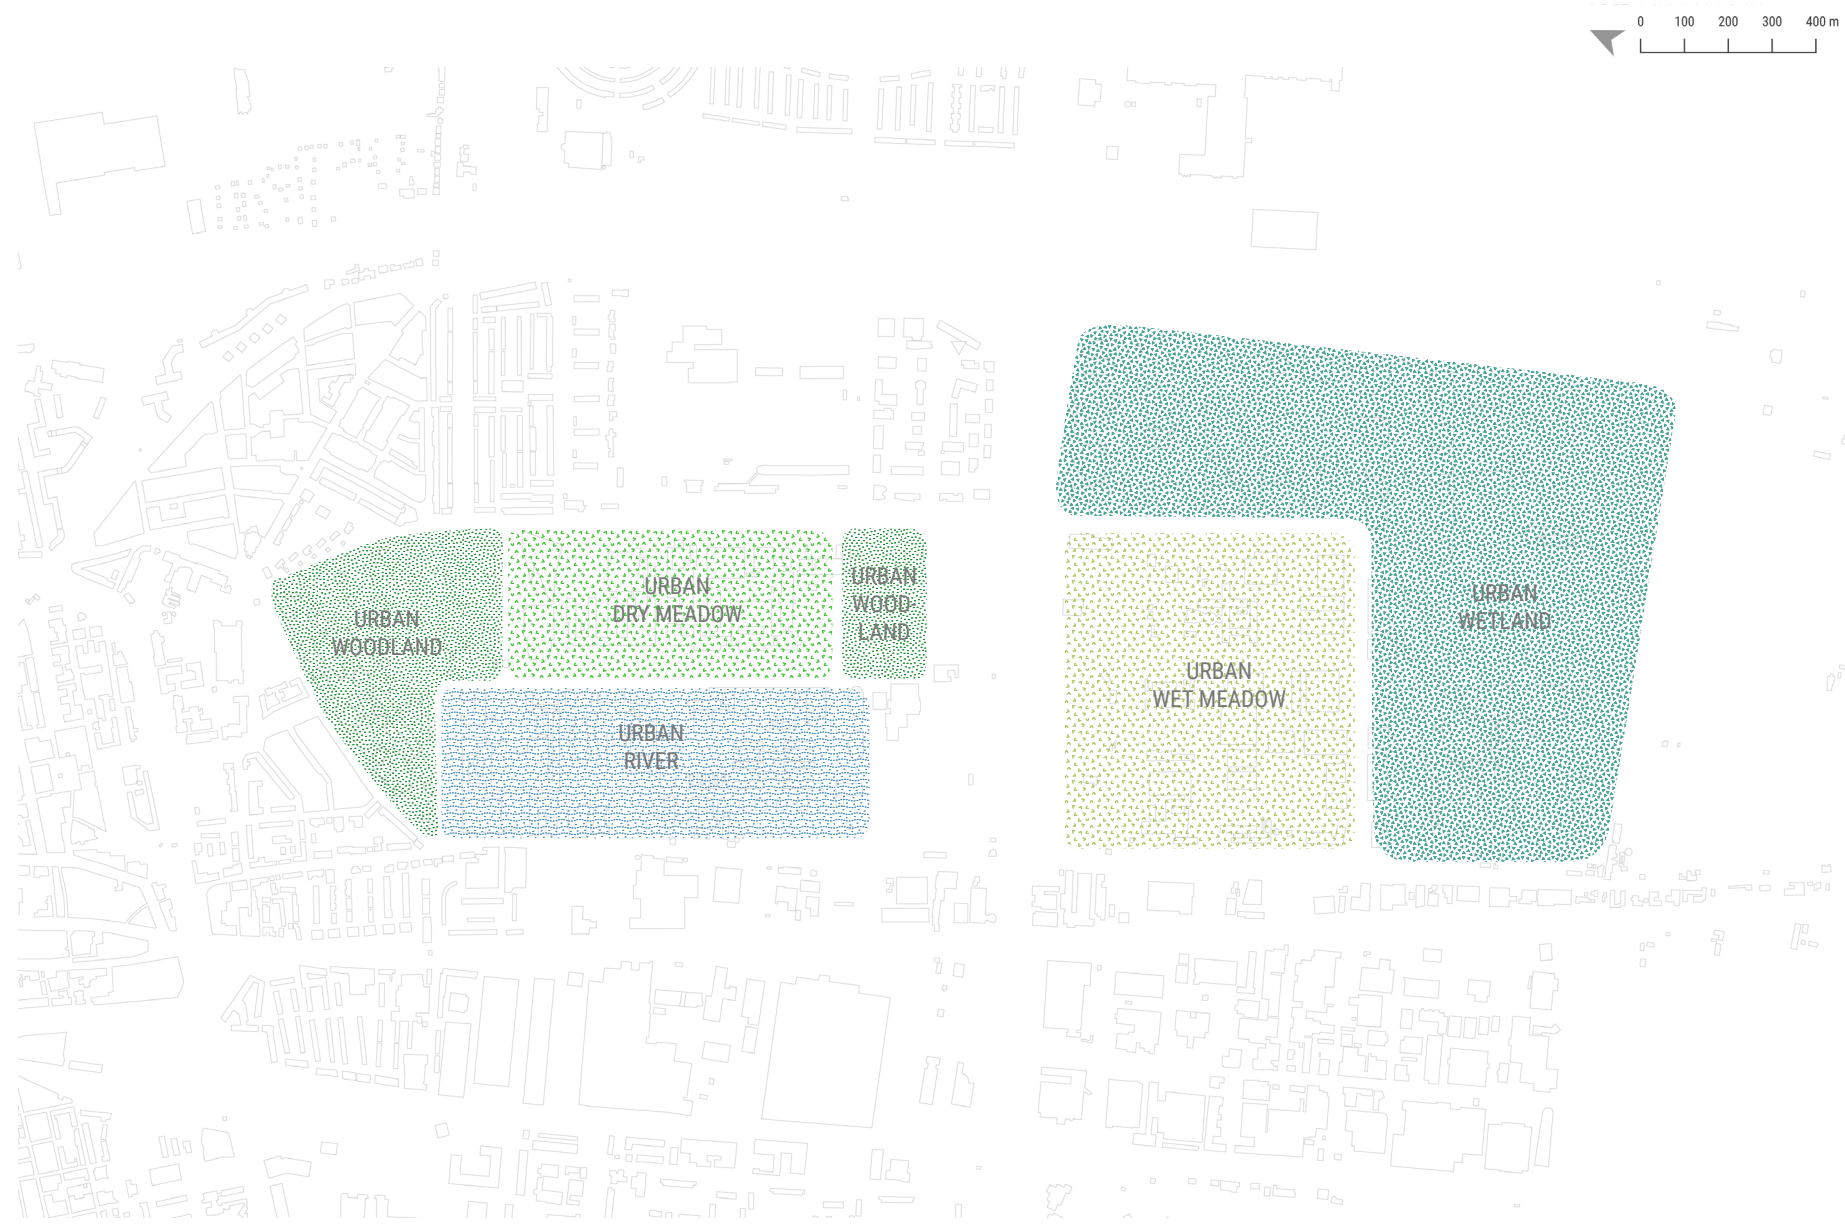 0 100 200 300 400 m
URBAN
WOODLAND
URBAN
DRY MEADOW
URBAN
WOOD-
LAND
URBAN
RIVER
URBAN
WET MEADOW
URBAN
WETLAND